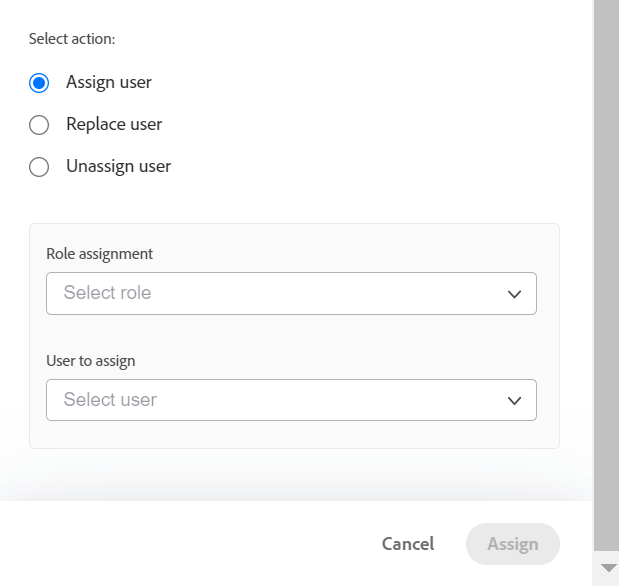 Select action:
Assign user
Replace user
Unassign user
Role assignment
Select role
User to assign
Select user
Cancel
Assign